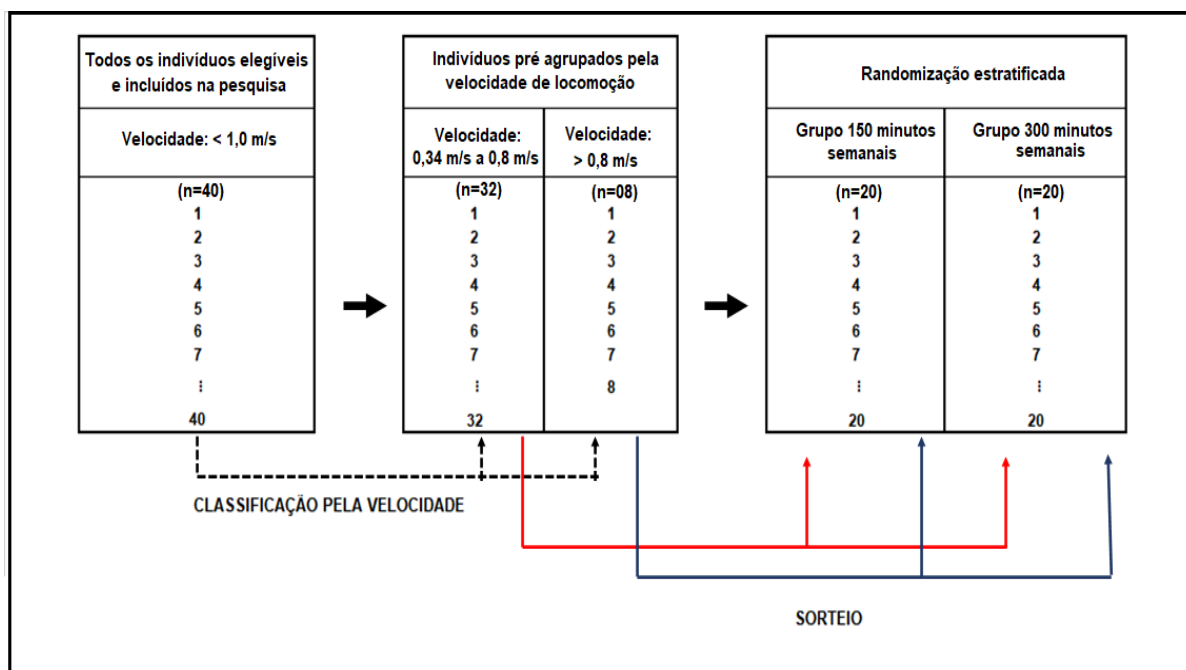 Todos os indivíduos elegíveis
e incluídos na pesquisa
Velocidade: < 1,0 m/s
(n=40)
1
2
3
4
5
6
7
⋮
40
Indivíduos pré agrupados pela
velocidade de locomoção
Velocidade:
0,34 m/s a 0,8 m/s
(n=32)
1
2
3
4
5
6
7
⋮
32
Velocidade:
> 0,8 m/s
(n=08)
1
2
3
4
5
6
7
8
Randomização estratificada
Grupo 150 minutos
semanais
(n=20)
1
2
3
4
5
6
7
⋮
20
Grupo 300 minutos
semanais
(n=20)
1
2
3
4
5
6
7
⋮
20
CLASSIFICAÇÃO PELA VELOCIDADE
SORTEIO